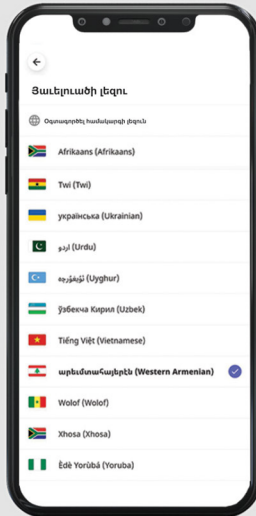 Յաւելուածի լեզու
Օգտագործել համակարգի լեզուն
Afrikaans (Afrikaans)
Twi (Twi)
українська (Ukrainian)
اردو (Urdu)
ئۇيغۇرچە (Uyghur)
ўзбекча Кирил (Uzbek)
Tiếng Việt (Vietnamese)
արեւմտահայերէն (Western Armenian)
Wolof (Wolof)
Xhosa (Xhosa)
Èdè Yorùbá (Yoruba)